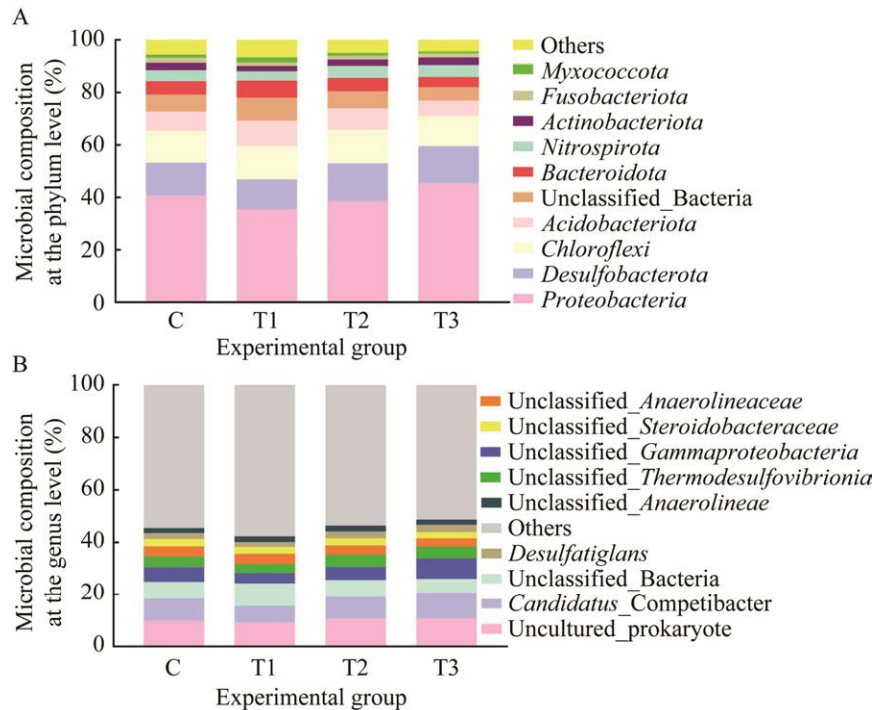 A
Microbial composition
at the phylum level (%)
100
80
60
40
20
0
C T1 T2 T3
Experimental group
Others
Myxococcota
Fusobacteriota
Actinobacteriota
Nitrospirota
Bacteroidota
Unclassified_Bacteria
Acidobacteriota
Chloroflexi
Desulfobacterota
Proteobacteria
B
Microbial composition
at the genus level (%)
100
80
60
40
20
0
C T1 T2 T3
Experimental group
Unclassified_Anaerolineaceae
Unclassified_Steroidobacteraceae
Unclassified_Gammaproteobacteria
Unclassified_Thermodesulfovibrionia
Unclassified_Anaerolineae
Others
Desulfatiglans
Unclassified_Bacteria
Candidatus_Competibacter
Uncultured_prokaryote